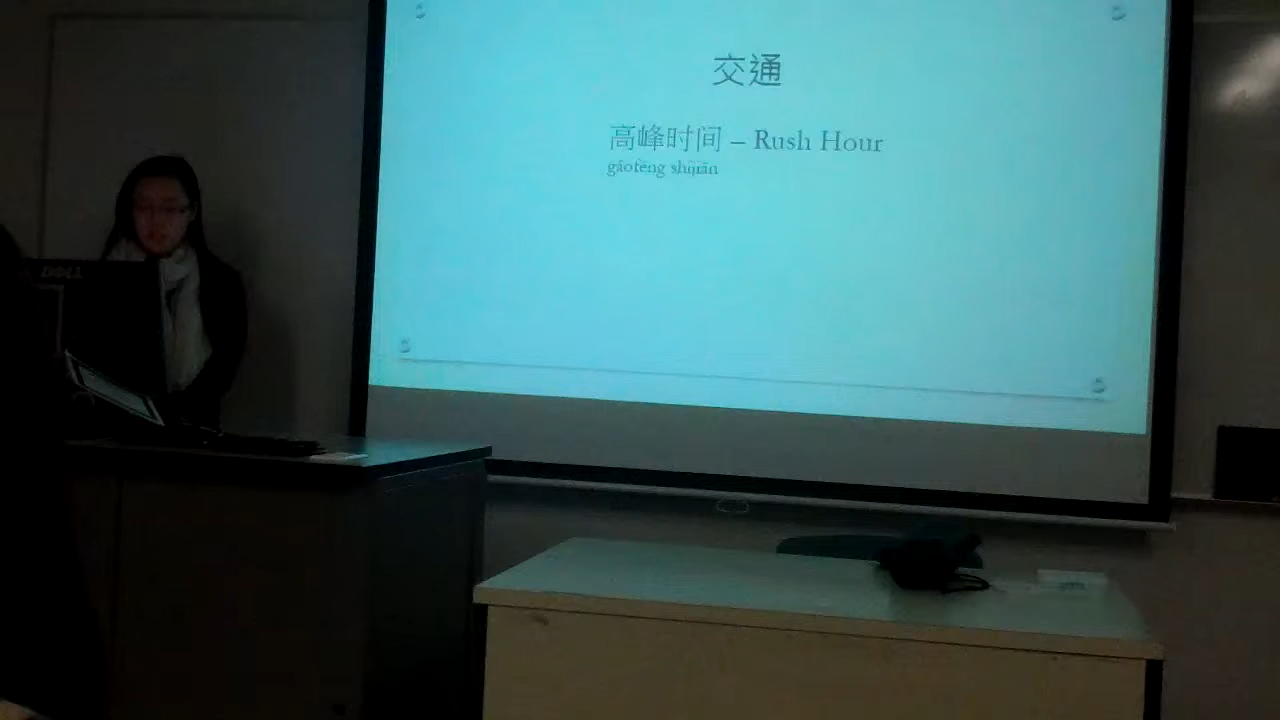 交通
高峰时间 – Rush Hour
gāofēng shíjiān
DELL